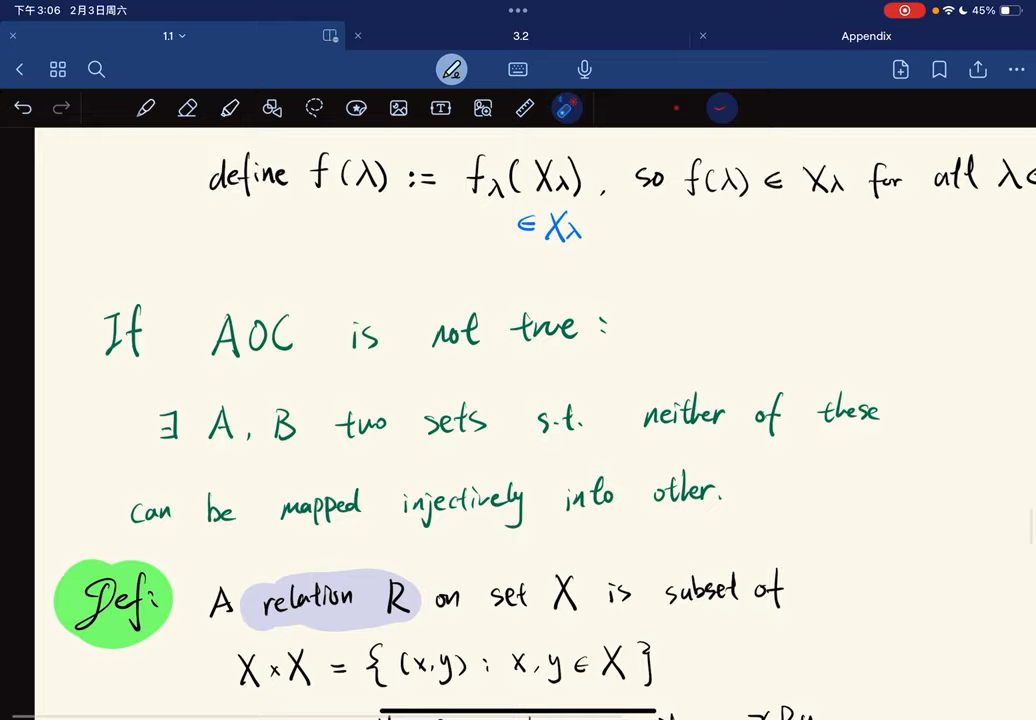 下午3:06 2月3日周六
45%
1.1
3.2
Appendix
define f(λ) := fλ(Xλ), so f(λ) ∈ Xλ for all λ∈
∈ Xλ
If AOC is not true:
∃ A, B two sets s.t. neither of these
can be mapped injectively into other.
Def: A relation R on set X is subset of
X×X = { (x,y) : x,y ∈ X }